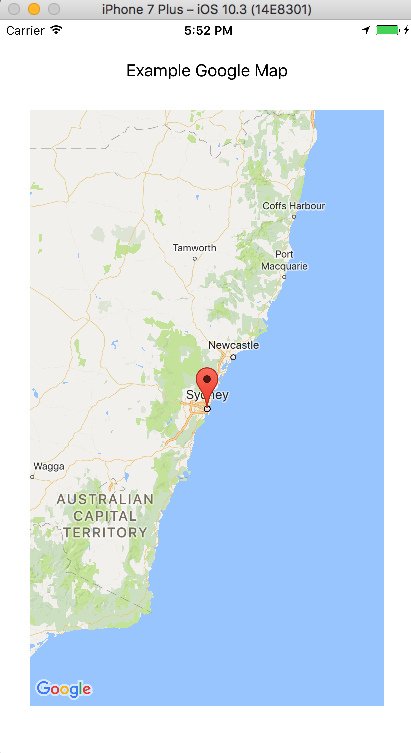 iPhone 7 Plus – iOS 10.3 (14E8301)
Carrier
5:52 PM
Example Google Map
Coffs Harbour
Tamworth
Port
Macquarie
Newcastle
Sydney
Wagga
AUSTRALIAN
CAPITAL
TERRITORY
Google